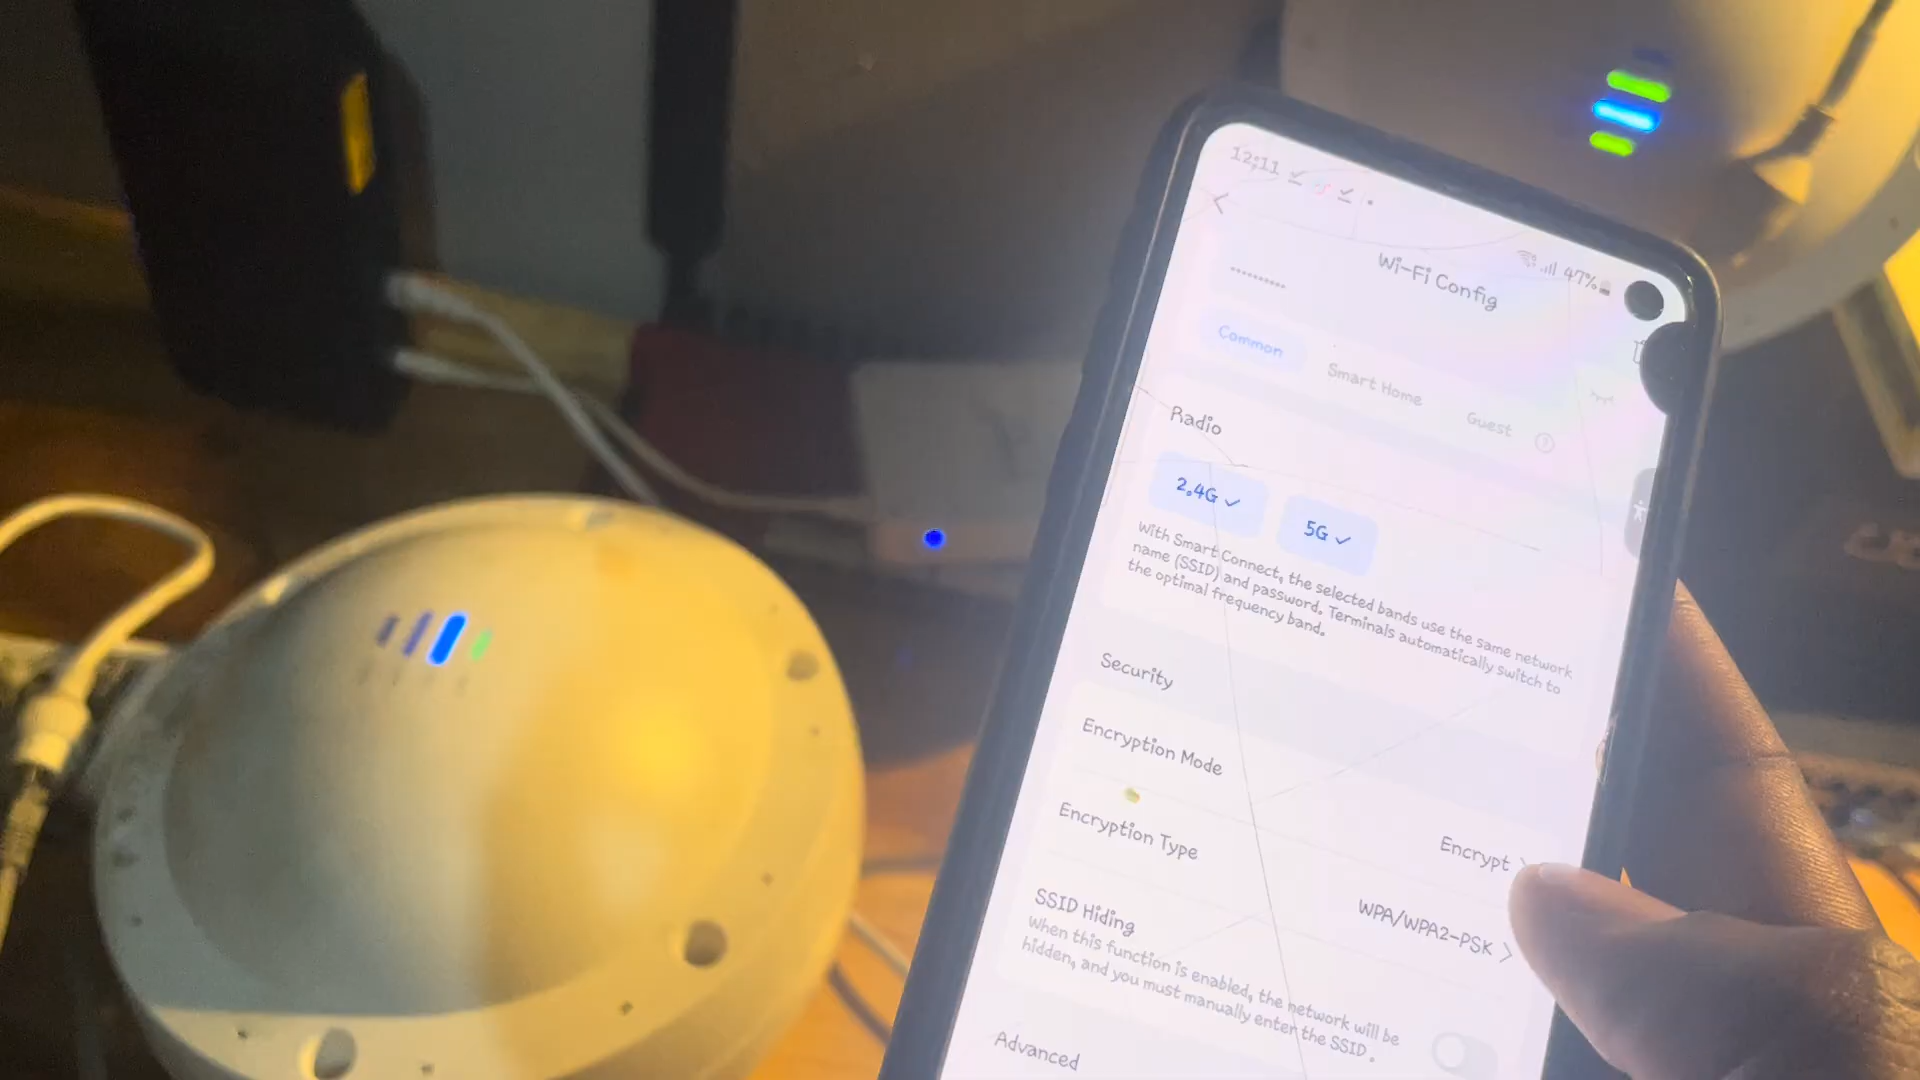 12:11
47%
Wi-Fi Config
Common
Smart Home
Guest
Radio
2.4G
5G
With Smart Connect, the selected bands use the same network
name (SSID) and password. Terminals automatically switch to
the optimal frequency band.
Security
Encryption Mode
Encrypt
Encryption Type
WPA/WPA2-PSK
SSID Hiding
When this function is enabled, the network will be
hidden, and you must manually enter the SSID.
Advanced